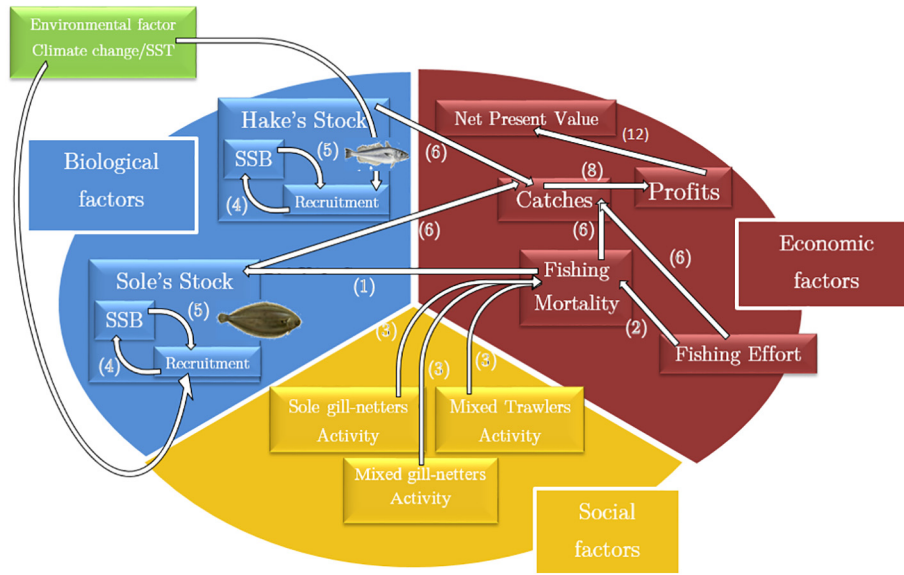 Environmental factor
Climate change/SST
Hake's Stock
SSB
(5)
Recruitment
(4)
Biological
factors
(6)
Net Present Value
(12)
(8)
Catches
Profits
(6)
(6)
(6)
Economic
factors
Sole's Stock
(1)
Fishing
Mortality
SSB
(5)
(4)
Recruitment
(2)
Fishing Effort
(3)
(3)
(3)
Sole gill-netters
Activity
Mixed Trawlers
Activity
Mixed gill-netters
Activity
Social
factors